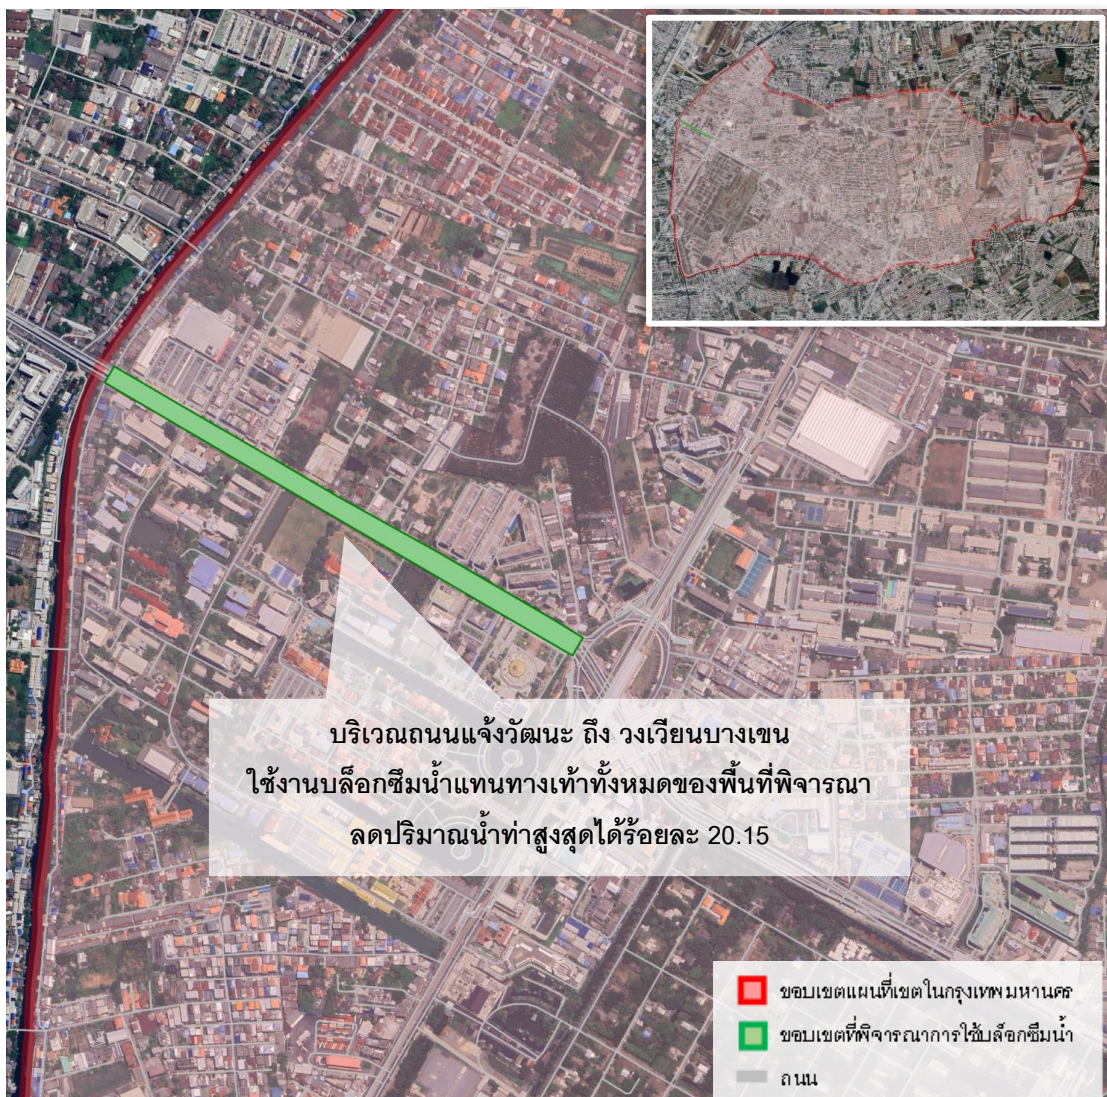 บริเวณถนนแจ้งวัฒนะ ถึง วงเวียนบางเขน
ใช้งานบล็อกซึมน้ำแทนทางเท้าทั้งหมดของพื้นที่พิจารณา
ลดปริมาณน้ำท่าสูงสุดได้ร้อยละ 20.15
ขอบเขตแผนที่เขตในกรุงเทพมหานคร
ขอบเขตที่พิจารณาการใช้บล็อกซึมน้ำ
ถนน